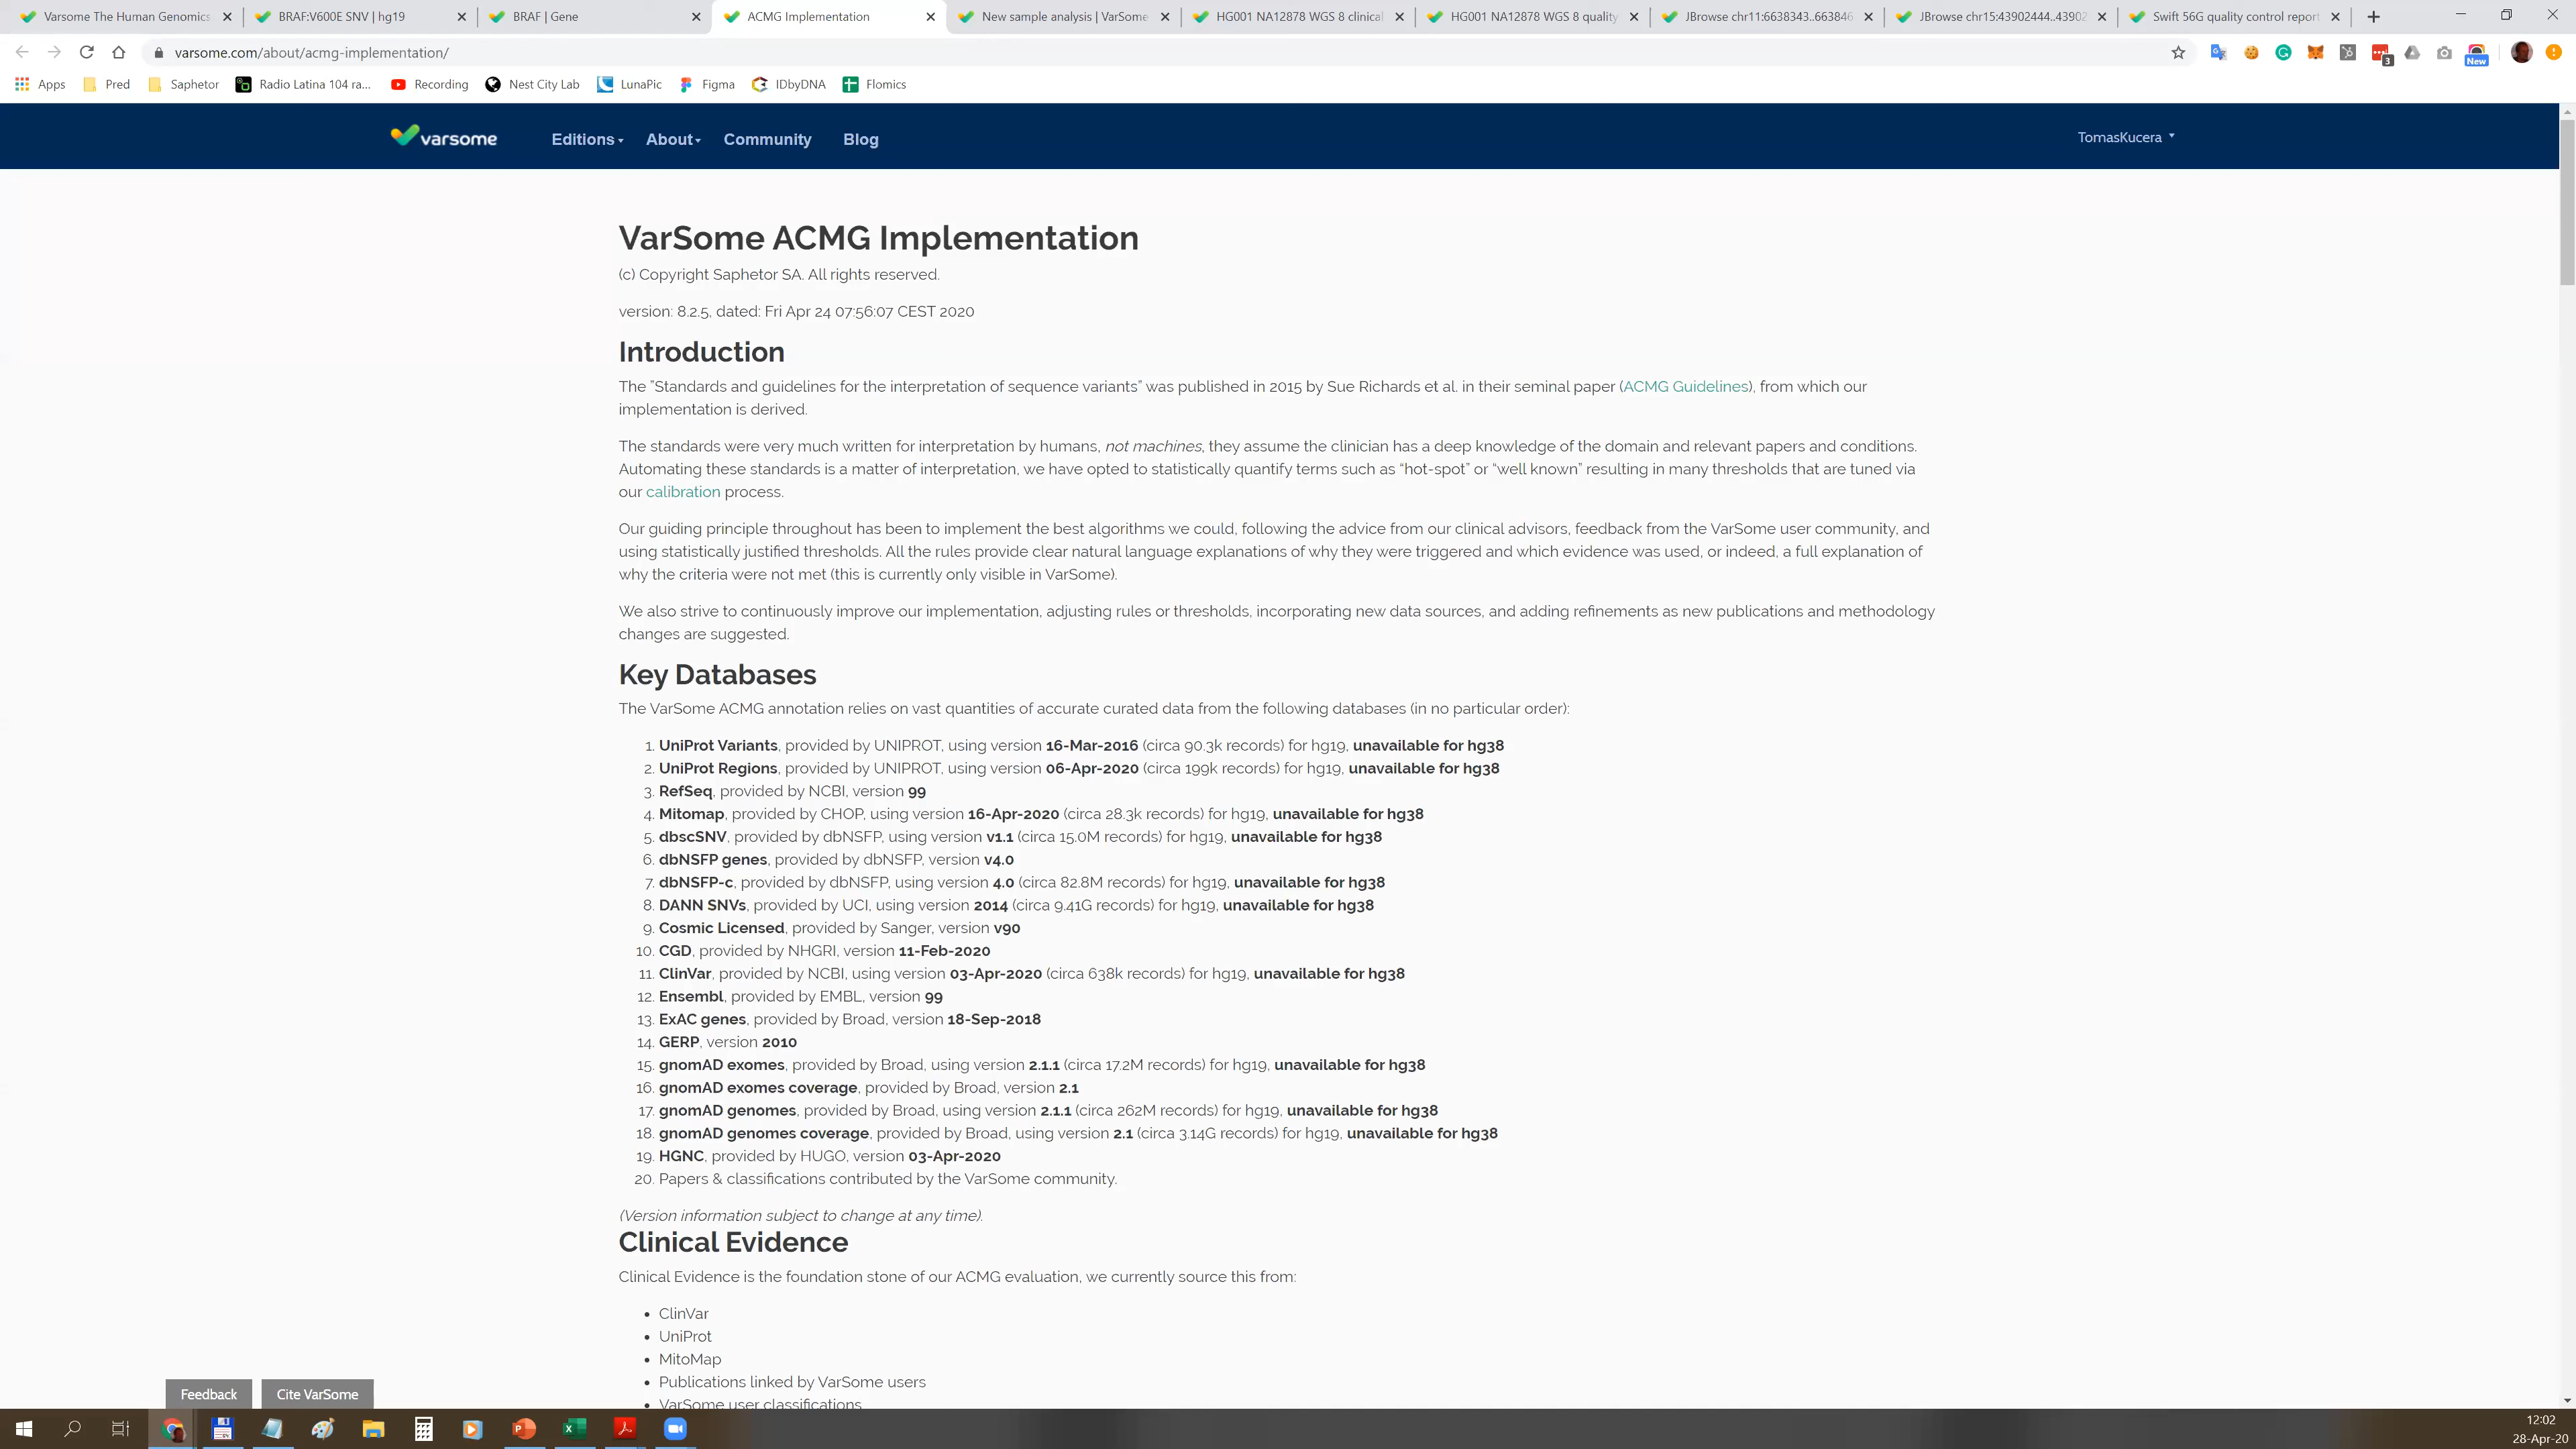 Varsome The Human Genomics
BRAF:V600E SNV | hg19
BRAF | Gene
ACMG Implementation
New sample analysis | VarSome
HG001 NA12878 WGS 8 clinical
HG001 NA12878 WGS 8 quality
JBrowse chr11:6638343..663846
JBrowse chr15:43902444..43902
Swift 56G quality control report
varsome.com/about/acmg-implementation/
3
New
Apps
Pred
Saphetor
Radio Latina 104 ra...
Recording
Nest City Lab
LunaPic
Figma
IDbyDNA
Flomics
varsome
Editions
About
Community
Blog
TomasKucera
VarSome ACMG Implementation
(c) Copyright Saphetor SA. All rights reserved.
version: 8.2.5, dated: Fri Apr 24 07:56:07 CEST 2020
Introduction
The "Standards and guidelines for the interpretation of sequence variants" was published in 2015 by Sue Richards et al. in their seminal paper (ACMG Guidelines), from which our
implementation is derived.
The standards were very much written for interpretation by humans, not machines, they assume the clinician has a deep knowledge of the domain and relevant papers and conditions.
Automating these standards is a matter of interpretation, we have opted to statistically quantify terms such as “hot-spot” or “well known” resulting in many thresholds that are tuned via
our calibration process.
Our guiding principle throughout has been to implement the best algorithms we could, following the advice from our clinical advisors, feedback from the VarSome user community, and
using statistically justified thresholds. All the rules provide clear natural language explanations of why they were triggered and which evidence was used, or indeed, a full explanation of
why the criteria were not met (this is currently only visible in VarSome).
We also strive to continuously improve our implementation, adjusting rules or thresholds, incorporating new data sources, and adding refinements as new publications and methodology
changes are suggested.
Key Databases
The VarSome ACMG annotation relies on vast quantities of accurate curated data from the following databases (in no particular order):
1. UniProt Variants, provided by UNIPROT, using version 16-Mar-2016 (circa 90.3k records) for hg19, unavailable for hg38
2. UniProt Regions, provided by UNIPROT, using version 06-Apr-2020 (circa 199k records) for hg19, unavailable for hg38
3. RefSeq, provided by NCBI, version 99
4. Mitomap, provided by CHOP, using version 16-Apr-2020 (circa 28.3k records) for hg19, unavailable for hg38
5. dbscSNV, provided by dbNSFP, using version v1.1 (circa 15.0M records) for hg19, unavailable for hg38
6. dbNSFP genes, provided by dbNSFP, version v4.0
7. dbNSFP-c, provided by dbNSFP, using version 4.0 (circa 82.8M records) for hg19, unavailable for hg38
8. DANN SNVs, provided by UCI, using version 2014 (circa 9.41G records) for hg19, unavailable for hg38
9. Cosmic Licensed, provided by Sanger, version v90
10. CGD, provided by NHGRI, version 11-Feb-2020
11. ClinVar, provided by NCBI, using version 03-Apr-2020 (circa 638k records) for hg19, unavailable for hg38
12. Ensembl, provided by EMBL, version 99
13. ExAC genes, provided by Broad, version 18-Sep-2018
14. GERP, version 2010
15. gnomAD exomes, provided by Broad, using version 2.1.1 (circa 17.2M records) for hg19, unavailable for hg38
16. gnomAD exomes coverage, provided by Broad, version 2.1
17. gnomAD genomes, provided by Broad, using version 2.1.1 (circa 262M records) for hg19, unavailable for hg38
18. gnomAD genomes coverage, provided by Broad, using version 2.1 (circa 3.14G records) for hg19, unavailable for hg38
19. HGNC, provided by HUGO, version 03-Apr-2020
20. Papers & classifications contributed by the VarSome community.
(Version information subject to change at any time).
Clinical Evidence
Clinical Evidence is the foundation stone of our ACMG evaluation, we currently source this from:
• ClinVar
• UniProt
• MitoMap
• Publications linked by VarSome users
• VarSome user classifications
Feedback
Cite VarSome
12:02
28-Apr-20